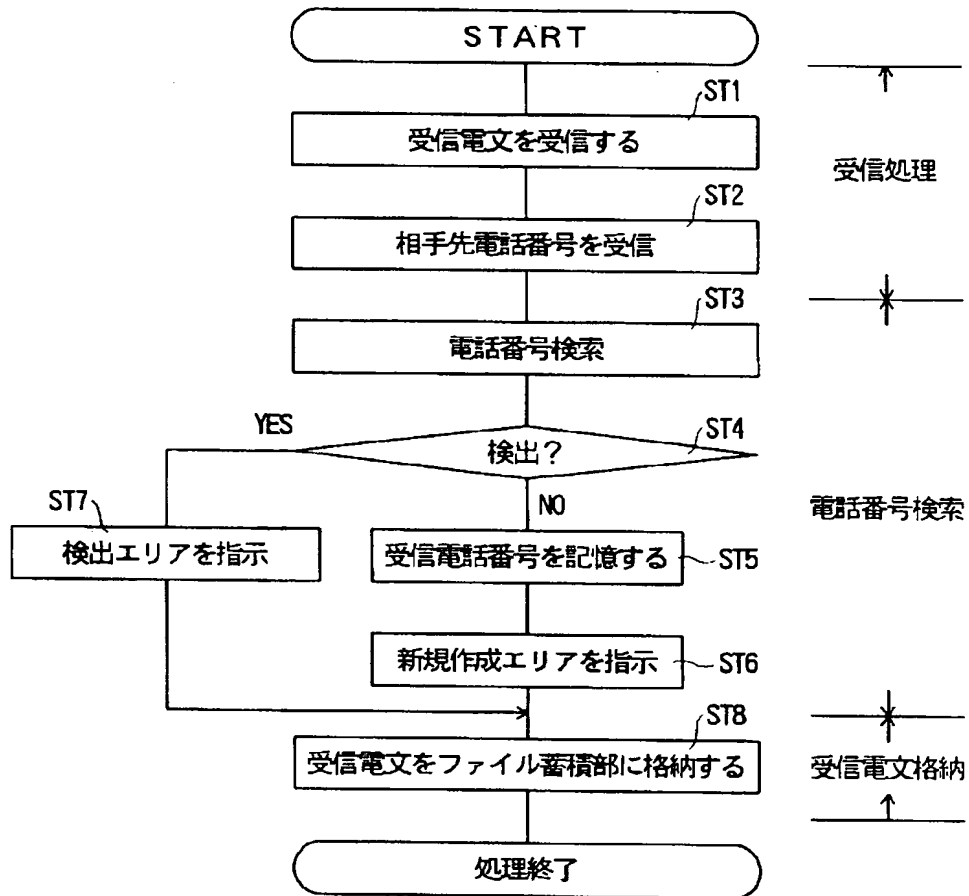 START
ST1
受信電文を受信する
受信処理
ST2
相手先電話番号を受信
ST3
電話番号検索
YES
検出?
ST4
NO
ST7
検出エリアを指示
受信電話番号を記憶する
ST5
電話番号検索
新規作成エリアを指示
ST6
ST8
受信電文をファイル蓄積部に格納する
受信電文格納
処理終了